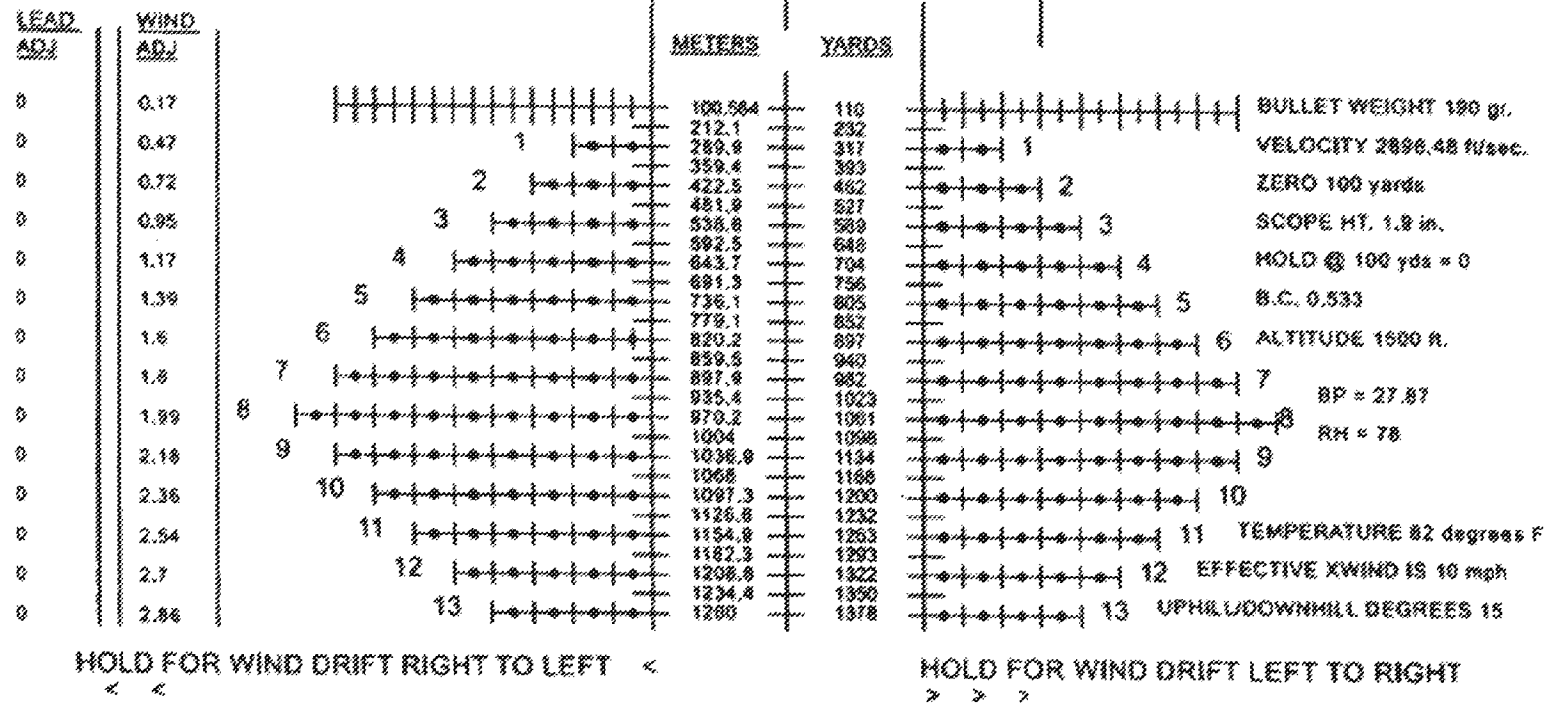 LEAD WIND
ADJ ADJ METERS YARDS
0 0.17 100.584 110 BULLET WEIGHT 190 gr.
212.1 232
0 0.47 1 289.9 317 1 VELOCITY 2896.48 ft/sec.
359.4 393
0 0.72 2 422.5 462 2 ZERO 100 yards
481.9 527
0 0.95 3 538.6 589 3 SCOPE HT. 1.9 in.
592.5 648
0 1.17 4 643.7 704 4 HOLD @ 100 yds = 0
691.3 756
0 1.39 5 736.1 805 5 B.C. 0.533
779.1 852
0 1.6 6 820.2 897 6 ALTITUDE 1500 ft.
859.5 940
0 1.8 7 897.9 982 7
935.4 1023 BP = 27.87
0 1.99 8 970.2 1061 8
1004 1098 RH = 78
0 2.18 9 1036.9 1134 9
1068 1168
0 2.36 10 1097.3 1200 10
1126.6 1232
0 2.54 11 1154.9 1263 11 TEMPERATURE 82 degrees F
1182.3 1293
0 2.7 12 1208.8 1322 12 EFFECTIVE XWIND IS 10 mph
1234.4 1350
0 2.86 13 1260 1378 13 UPHILL/DOWNHILL DEGREES 15
HOLD FOR WIND DRIFT RIGHT TO LEFT < HOLD FOR WIND DRIFT LEFT TO RIGHT
< < > > >